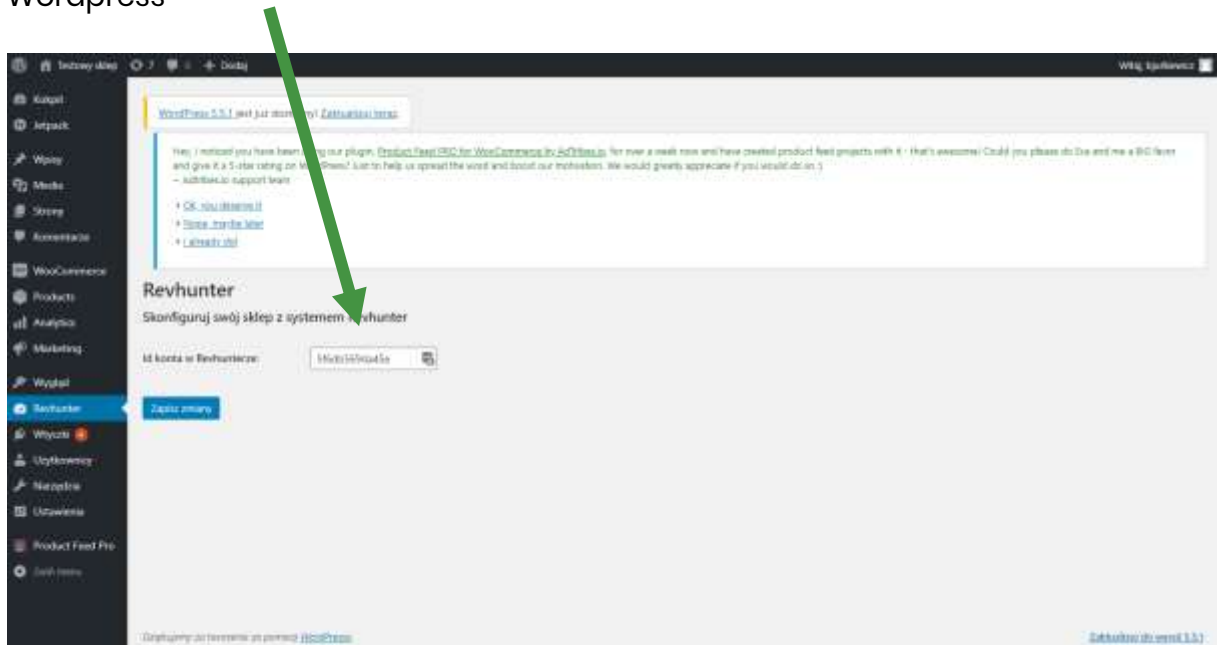 Wordpress
Testowy sklep 7 Dodaj
Witaj,
Kokpit
Jetpack
Wpisy
Media
Strony
Komentarze
WooCommerce
Products
Analytics
Marketing
Wygląd
Revhunter
Wtyczki 4
Użytkownicy
Narzędzia
Ustawienia
Product Feed Pro
Zwiń menu
WordPress 5.5.1 jest już Zaktualizuj teraz.
Hey, I noticed you have been using our plugin, Product Feed PRO for WooCommerce by AdTribes.io, for over a week now and have created product feed projects with it - that's awesome! Could you please do Eva and me a BIG favor
and give it a 5-star rating on WordPress? Just to help us spread the word and boost our motivation. We would greatly appreciate if you would do so :)
~ Adtribes.io support team
OK, you deserve it
Nope, maybe later
I already did
Revhunter
Skonfiguruj swój sklep z systemem Revhunter
Id konta w Revhunterze:
Zapisz zmiany
Dziękujemy za tworzenie za pomocą WordPressa.
Zaktualizuj do wersji 5.5.1